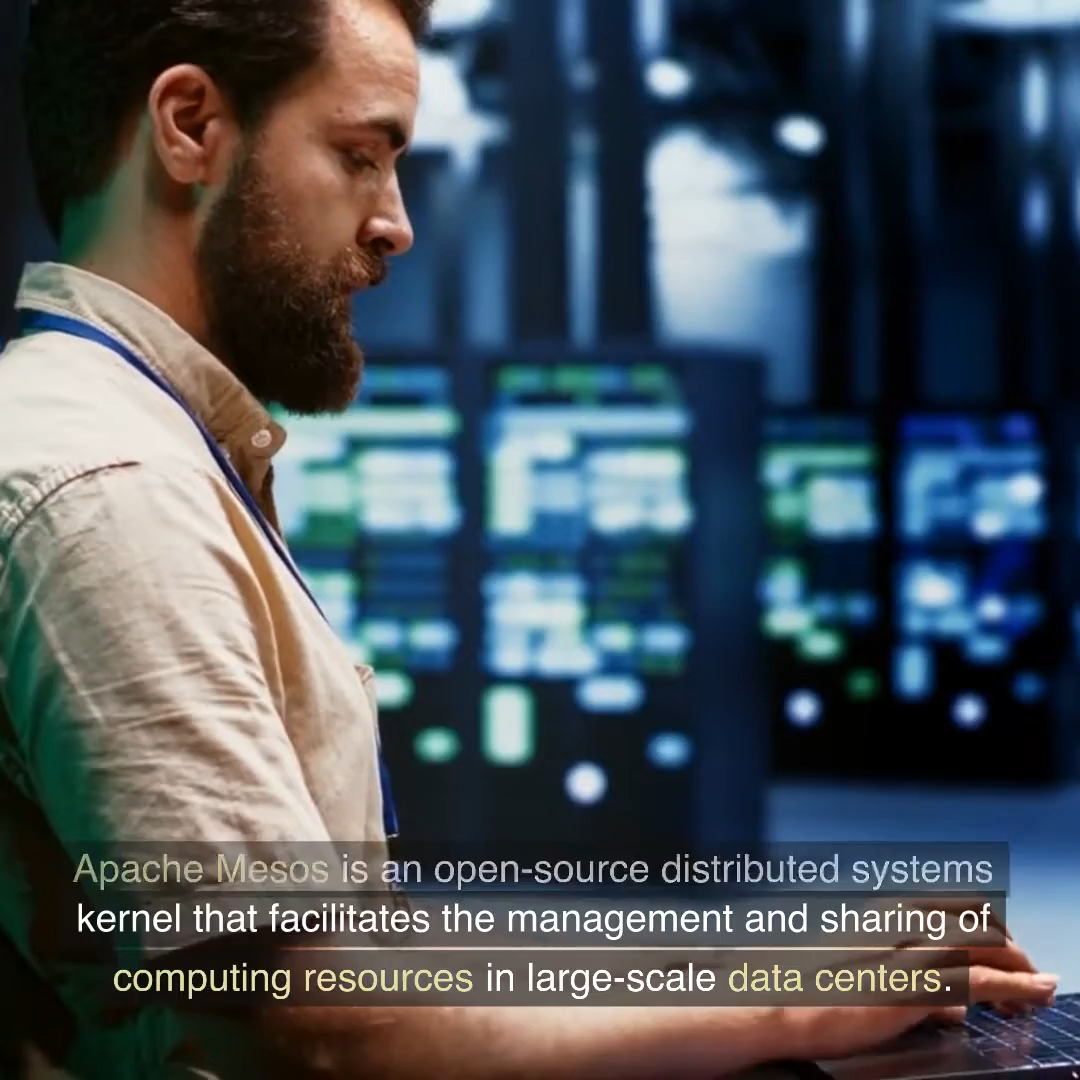 Apache Mesos is an open-source distributed systems
kernel that facilitates the management and sharing of
computing resources in large-scale data centers.